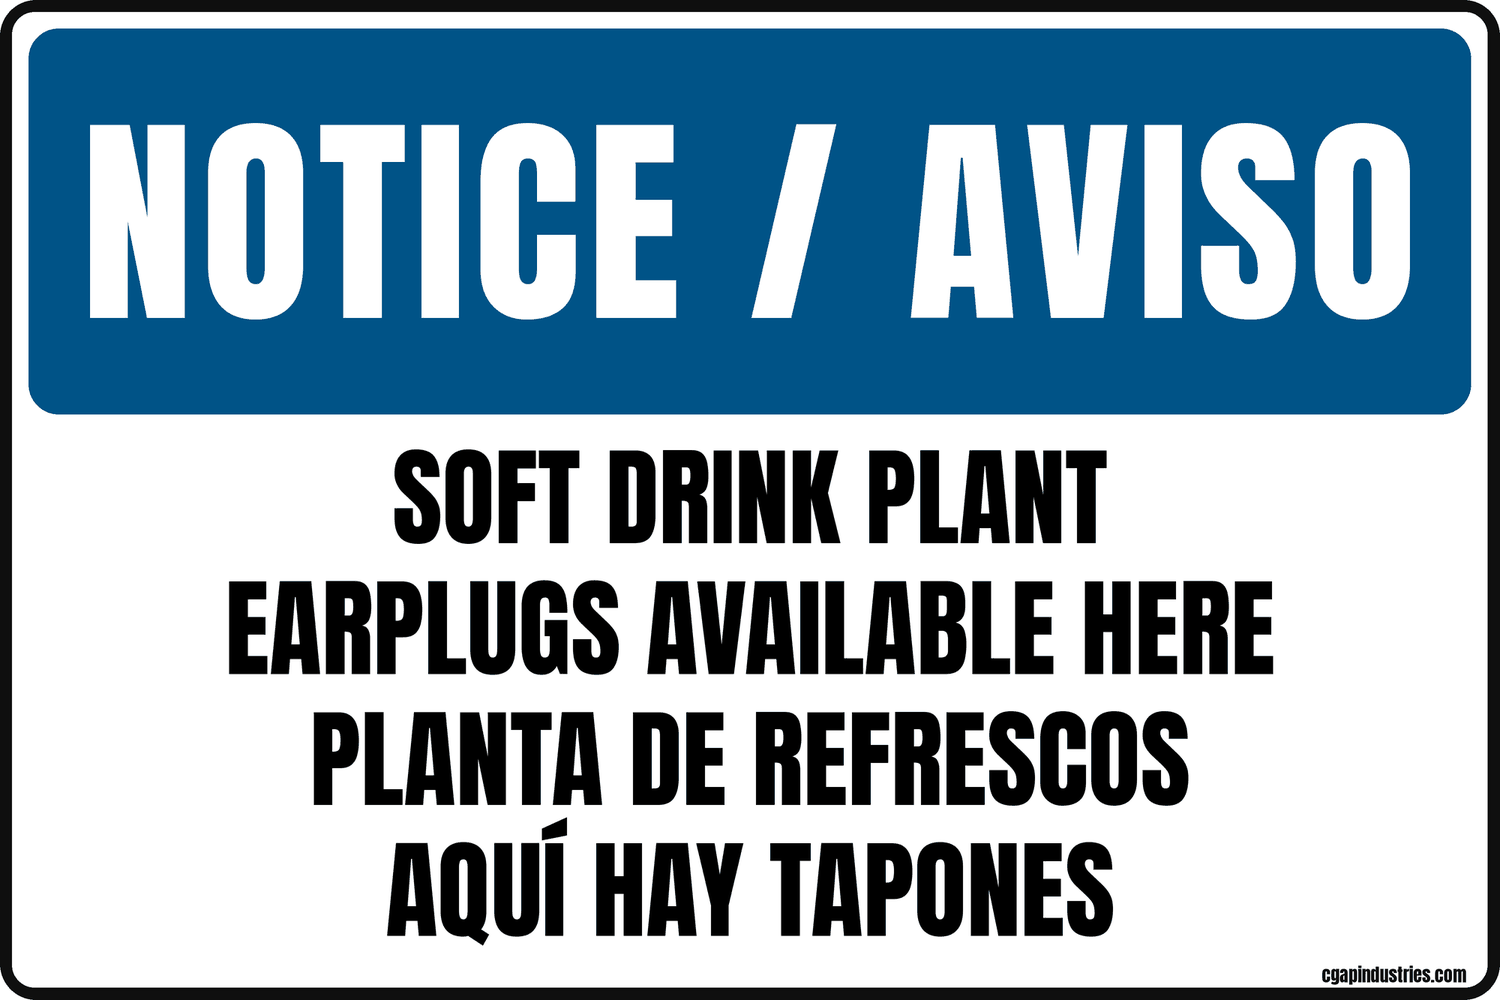 NOTICE / AVISO
SOFT DRINK PLANT
EARPLUGS AVAILABLE HERE
PLANTA DE REFRESCOS
AQUÍ HAY TAPONES
cgapindustries.com